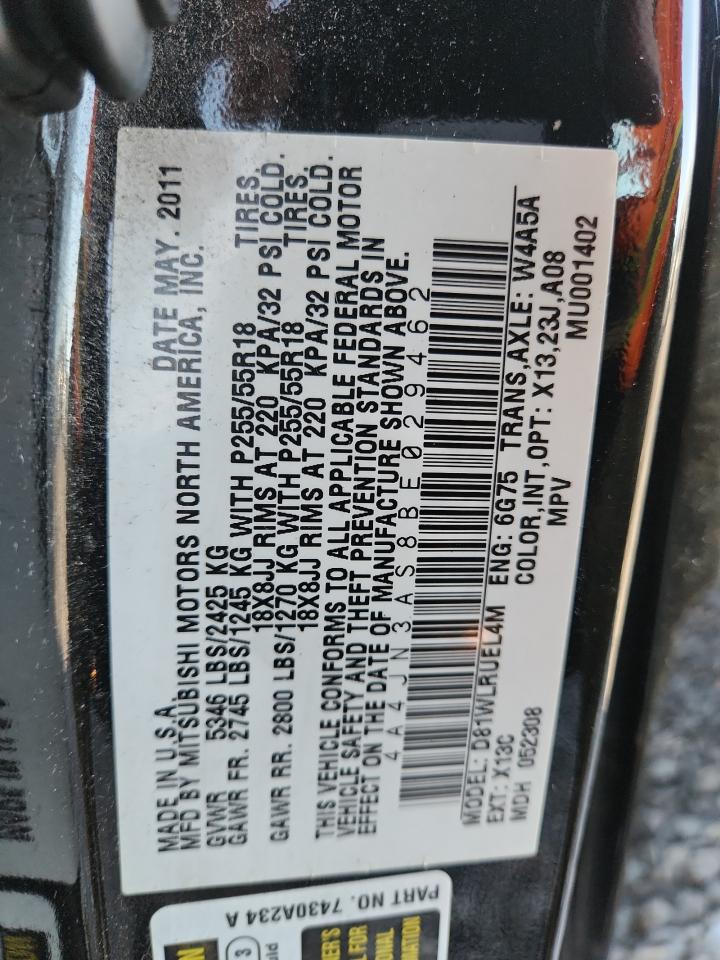 MADE IN U.S.A. DATE MAY. 2011
MFD BY MITSUBISHI MOTORS NORTH AMERICA, INC.
GVWR 5346 LBS/2425 KG
GAWR FR. 2745 LBS/1245 KG WITH P255/55R18 TIRES.
18X8JJ RIMS AT 220 KPA/32 PSI COLD.
GAWR RR. 2800 LBS/1270 KG WITH P255/55R18 TIRES.
18X8JJ RIMS AT 220 KPA/32 PSI COLD.
THIS VEHICLE CONFORMS TO ALL APPLICABLE FEDERAL MOTOR
VEHICLE SAFETY AND THEFT PREVENTION STANDARDS IN
EFFECT ON THE DATE OF MANUFACTURE SHOWN ABOVE.
4A4JN3AS8BE029462
MODEL: D81WLRUEL4M ENG: 6G75 TRANS,AXLE: W4A5A
EXT: X13C COLOR,INT,OPT: X13,23J,A08
MDH 052308 MPV MU001402
PART NO. 7430A234 A
3